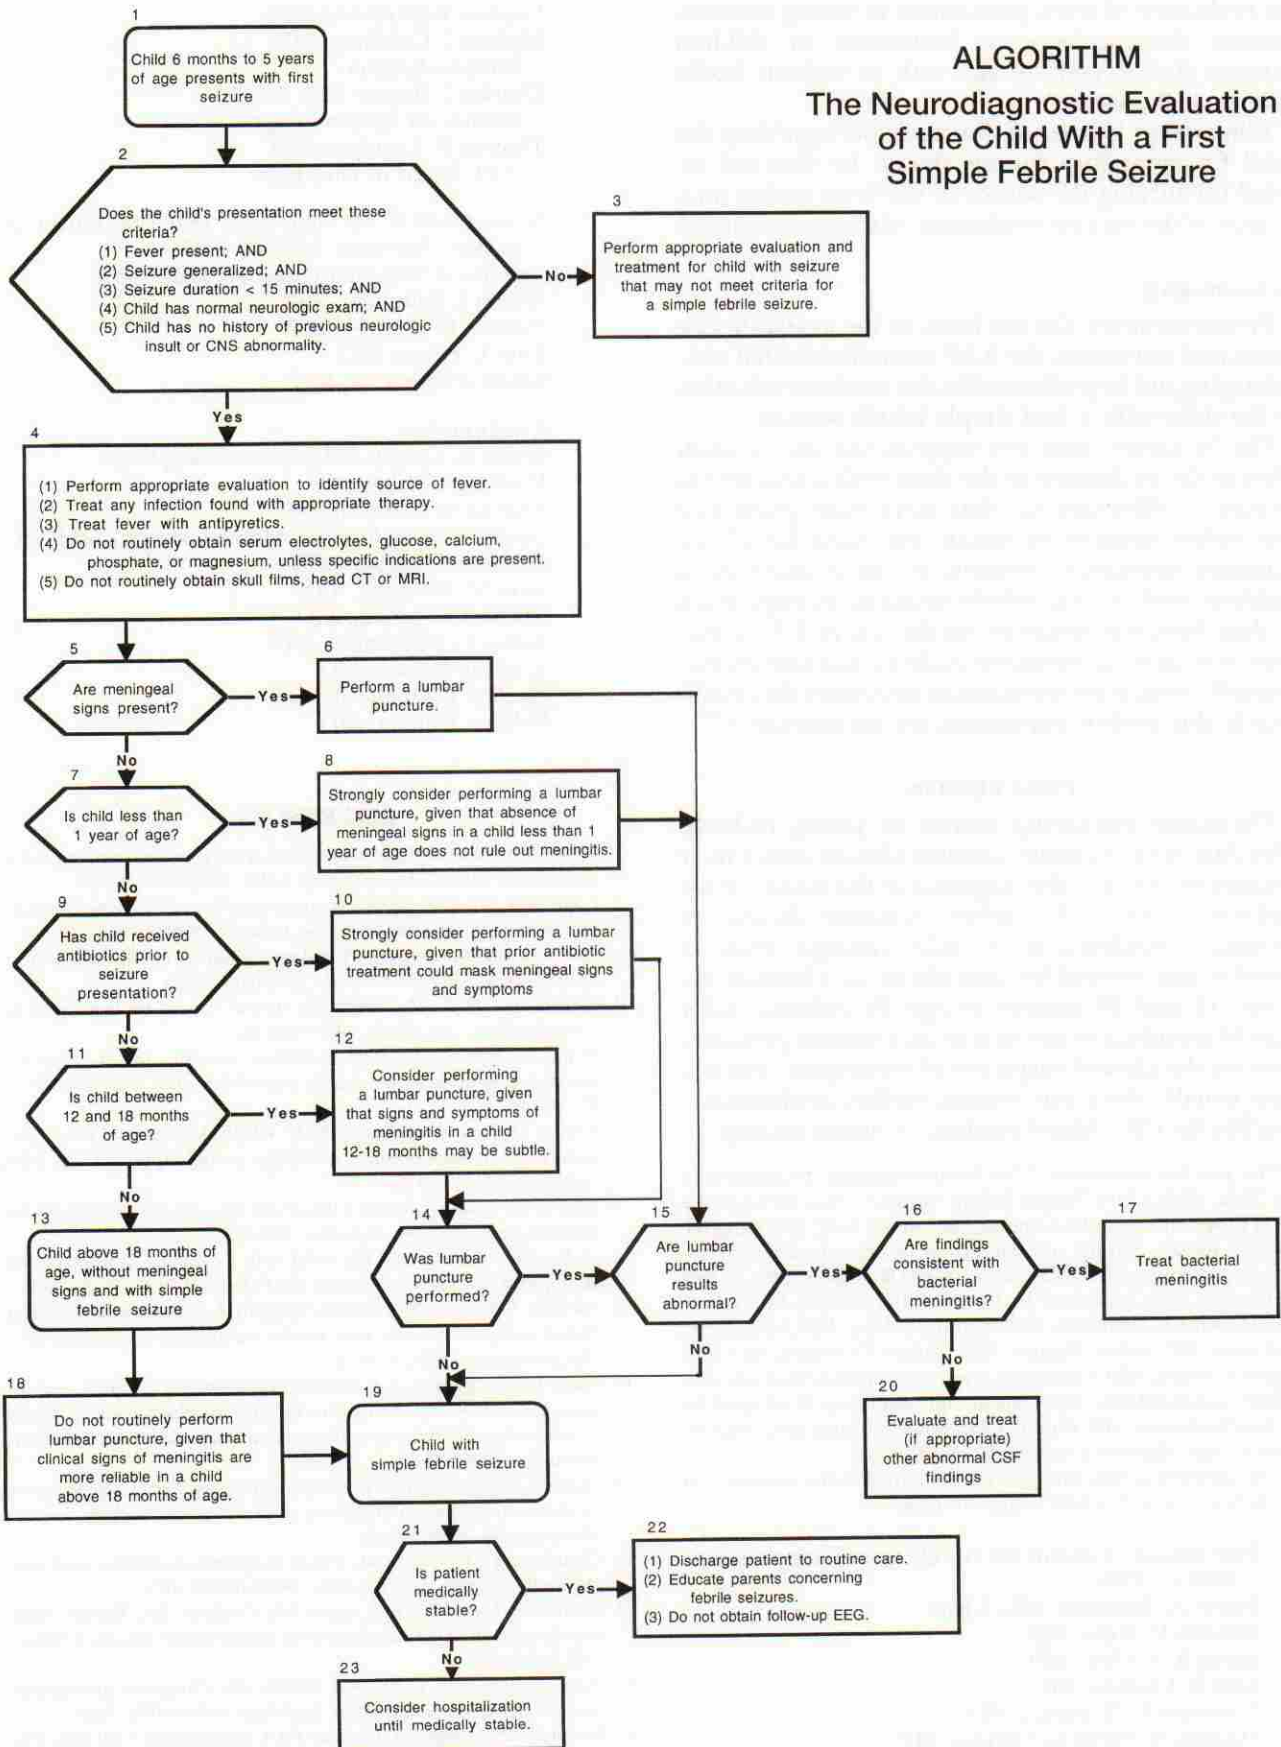 ALGORITHM
The Neurodiagnostic Evaluation
of the Child With a First
Simple Febrile Seizure
1
Child 6 months to 5 years
of age presents with first
seizure
2
Does the child's presentation meet these
criteria?
(1) Fever present; AND
(2) Seizure generalized; AND
(3) Seizure duration < 15 minutes; AND
(4) Child has normal neurologic exam; AND
(5) Child has no history of previous neurologic
insult or CNS abnormality.
No
3
Perform appropriate evaluation and
treatment for child with seizure
that may not meet criteria for
a simple febrile seizure.
Yes
4
(1) Perform appropriate evaluation to identify source of fever.
(2) Treat any infection found with appropriate therapy.
(3) Treat fever with antipyretics.
(4) Do not routinely obtain serum electrolytes, glucose, calcium,
phosphate, or magnesium, unless specific indications are present.
(5) Do not routinely obtain skull films, head CT or MRI.
5
Are meningeal
signs present?
Yes
6
Perform a lumbar
puncture.
No
7
Is child less than
1 year of age?
Yes
8
Strongly consider performing a lumbar
puncture, given that absence of
meningeal signs in a child less than 1
year of age does not rule out meningitis.
No
9
Has child received
antibiotics prior to
seizure
presentation?
Yes
10
Strongly consider performing a lumbar
puncture, given that prior antibiotic
treatment could mask meningeal signs
and symptoms
No
11
Is child between
12 and 18 months
of age?
Yes
12
Consider performing
a lumbar puncture, given
that signs and symptoms of
meningitis in a child
12-18 months may be subtle.
No
13
Child above 18 months of
age, without meningeal
signs and with simple
febrile seizure
14
Was lumbar
puncture
performed?
Yes
15
Are lumbar
puncture
results
abnormal?
Yes
16
Are findings
consistent with
bacterial
meningitis?
Yes
17
Treat bacterial
meningitis
No
No
No
18
Do not routinely perform
lumbar puncture, given that
clinical signs of meningitis are
more reliable in a child
above 18 months of age.
19
Child with
simple febrile seizure
20
Evaluate and treat
(if appropriate)
other abnormal CSF
findings
21
Is patient
medically
stable?
Yes
22
(1) Discharge patient to routine care.
(2) Educate parents concerning
febrile seizures.
(3) Do not obtain follow-up EEG.
No
23
Consider hospitalization
until medically stable.